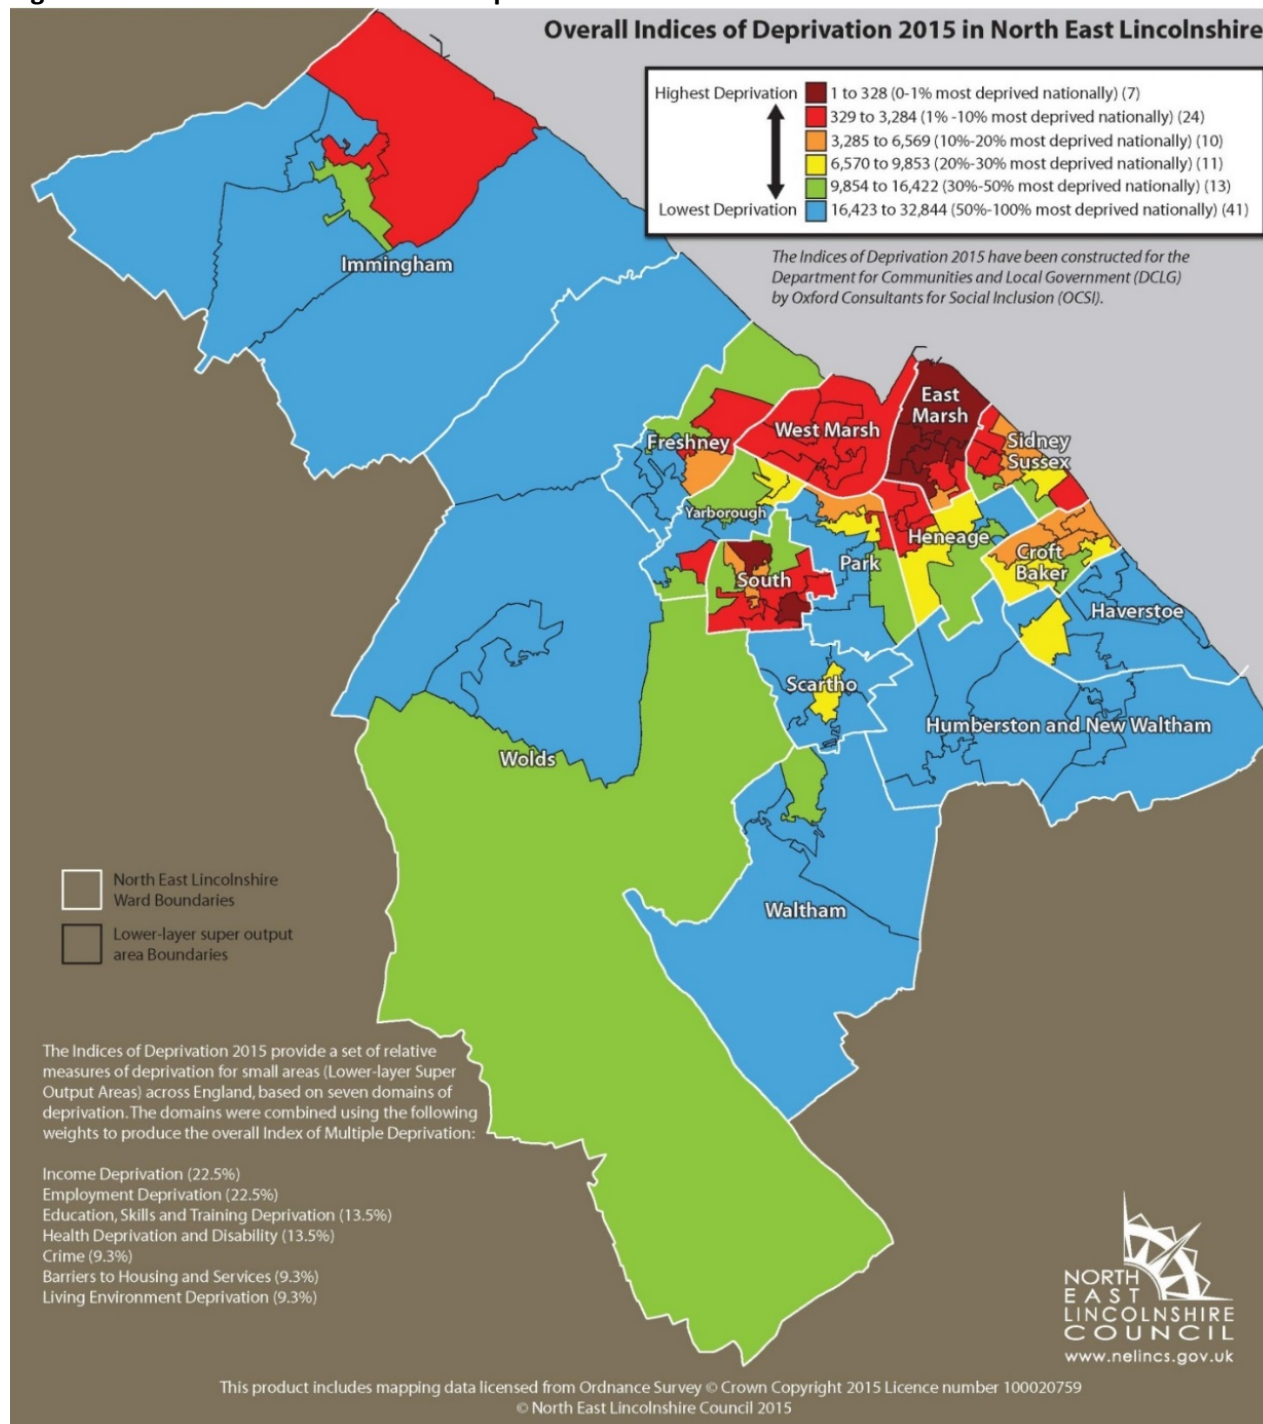 Overall Indices of Deprivation 2015 in North East Lincolnshire
Highest Deprivation
Lowest Deprivation
1 to 328 (0-1% most deprived nationally) (7)
329 to 3,284 (1% -10% most deprived nationally) (24)
3,285 to 6,569 (10%-20% most deprived nationally) (10)
6,570 to 9,853 (20%-30% most deprived nationally) (11)
9,854 to 16,422 (30%-50% most deprived nationally) (13)
16,423 to 32,844 (50%-100% most deprived nationally) (41)
The Indices of Deprivation 2015 have been constructed for the
Department for Communities and Local Government (DCLG)
by Oxford Consultants for Social Inclusion (OCSI).
Immingham
East
Marsh
West Marsh
Freshney
Sidney
Sussex
Yarborough
Heneage
Croft
Baker
Park
South
Haverstoe
Scartho
Humberston and New Waltham
Wolds
Waltham
North East Lincolnshire
Ward Boundaries
Lower-layer super output
area Boundaries
The Indices of Deprivation 2015 provide a set of relative
measures of deprivation for small areas (Lower-layer Super
Output Areas) across England, based on seven domains of
deprivation. The domains were combined using the following
weights to produce the overall Index of Multiple Deprivation:
Income Deprivation (22.5%)
Employment Deprivation (22.5%)
Education, Skills and Training Deprivation (13.5%)
Health Deprivation and Disability (13.5%)
Crime (9.3%)
Barriers to Housing and Services (9.3%)
Living Environment Deprivation (9.3%)
NORTH
EAST
LINCOLNSHIRE
COUNCIL
www.nelincs.gov.uk
This product includes mapping data licensed from Ordnance Survey © Crown Copyright 2015 Licence number 100020759
© North East Lincolnshire Council 2015